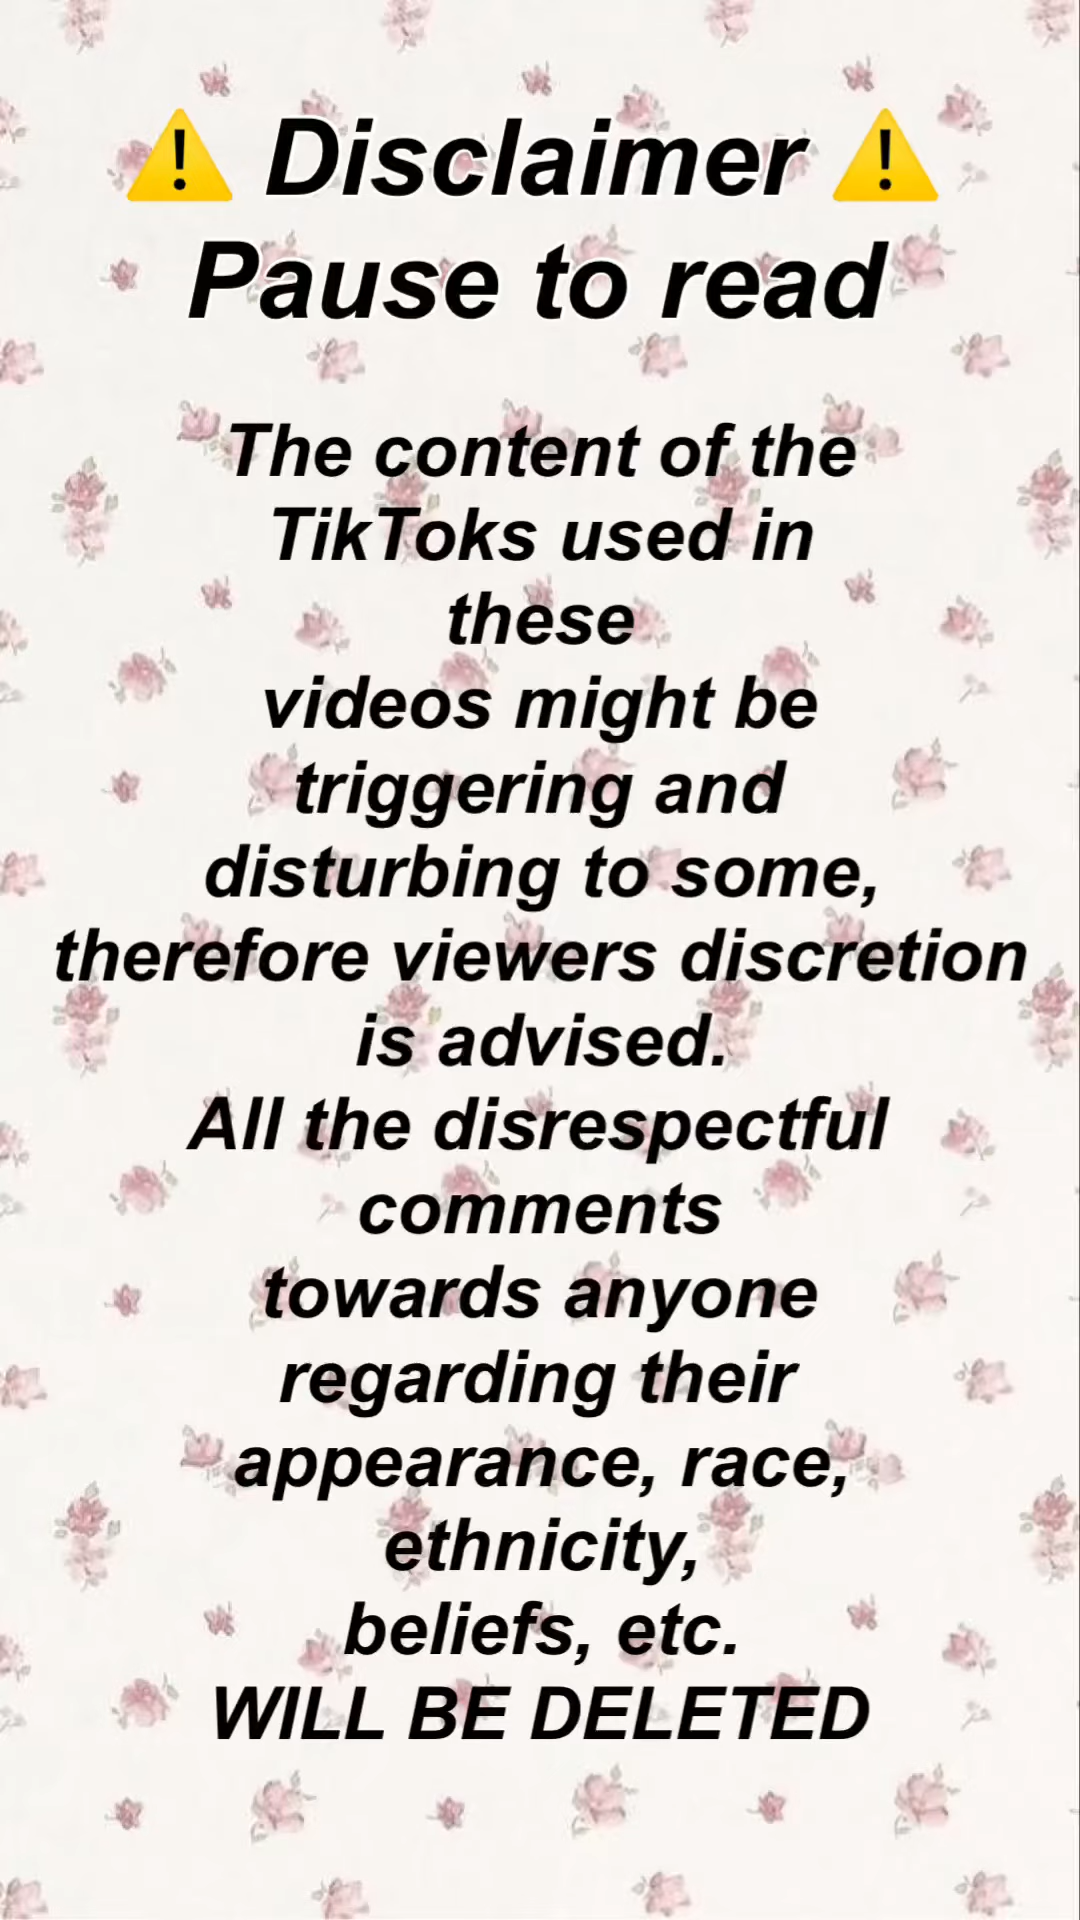 ⚠️ Disclaimer ⚠️
Pause to read
The content of the
TikToks used in
these
videos might be
triggering and
disturbing to some,
therefore viewers discretion
is advised.
All the disrespectful
comments
towards anyone
regarding their
appearance, race,
ethnicity,
beliefs, etc.
WILL BE DELETED